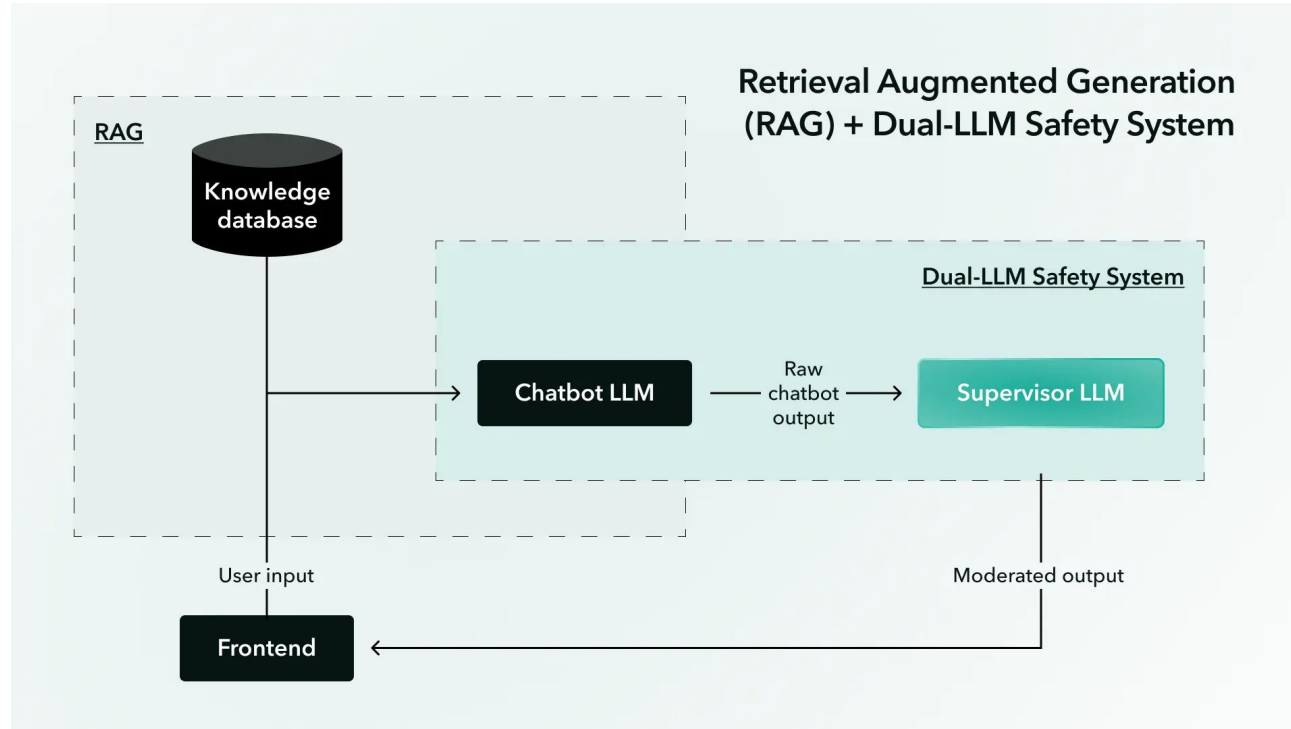 Retrieval Augmented Generation
(RAG) + Dual-LLM Safety System
RAG
Knowledge
database
Dual-LLM Safety System
Chatbot LLM
Raw
chatbot
output
Supervisor LLM
User input
Moderated output
Frontend